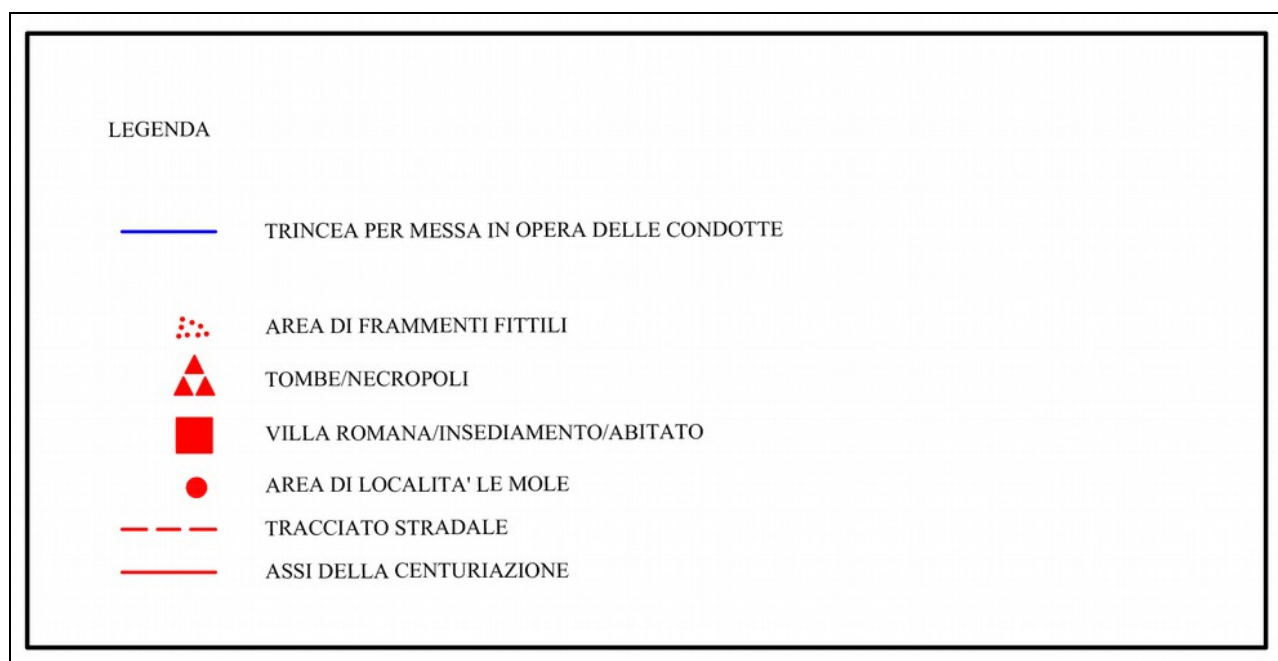 LEGENDA
TRINCEA PER MESSA IN OPERA DELLE CONDOTTE
AREA DI FRAMMENTI FITTILI
TOMBE/NECROPOLI
VILLA ROMANA/INSEDIAMENTO/ABITATO
AREA DI LOCALITA' LE MOLE
TRACCIATO STRADALE
ASSI DELLA CENTURIAZIONE